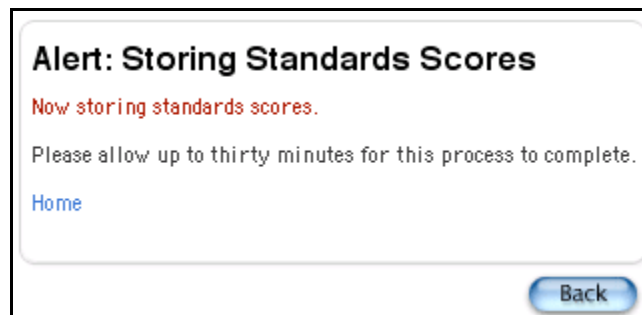 Alert: Storing Standards Scores
Now storing standards scores.
Please allow up to thirty minutes for this process to complete.
Home
Back